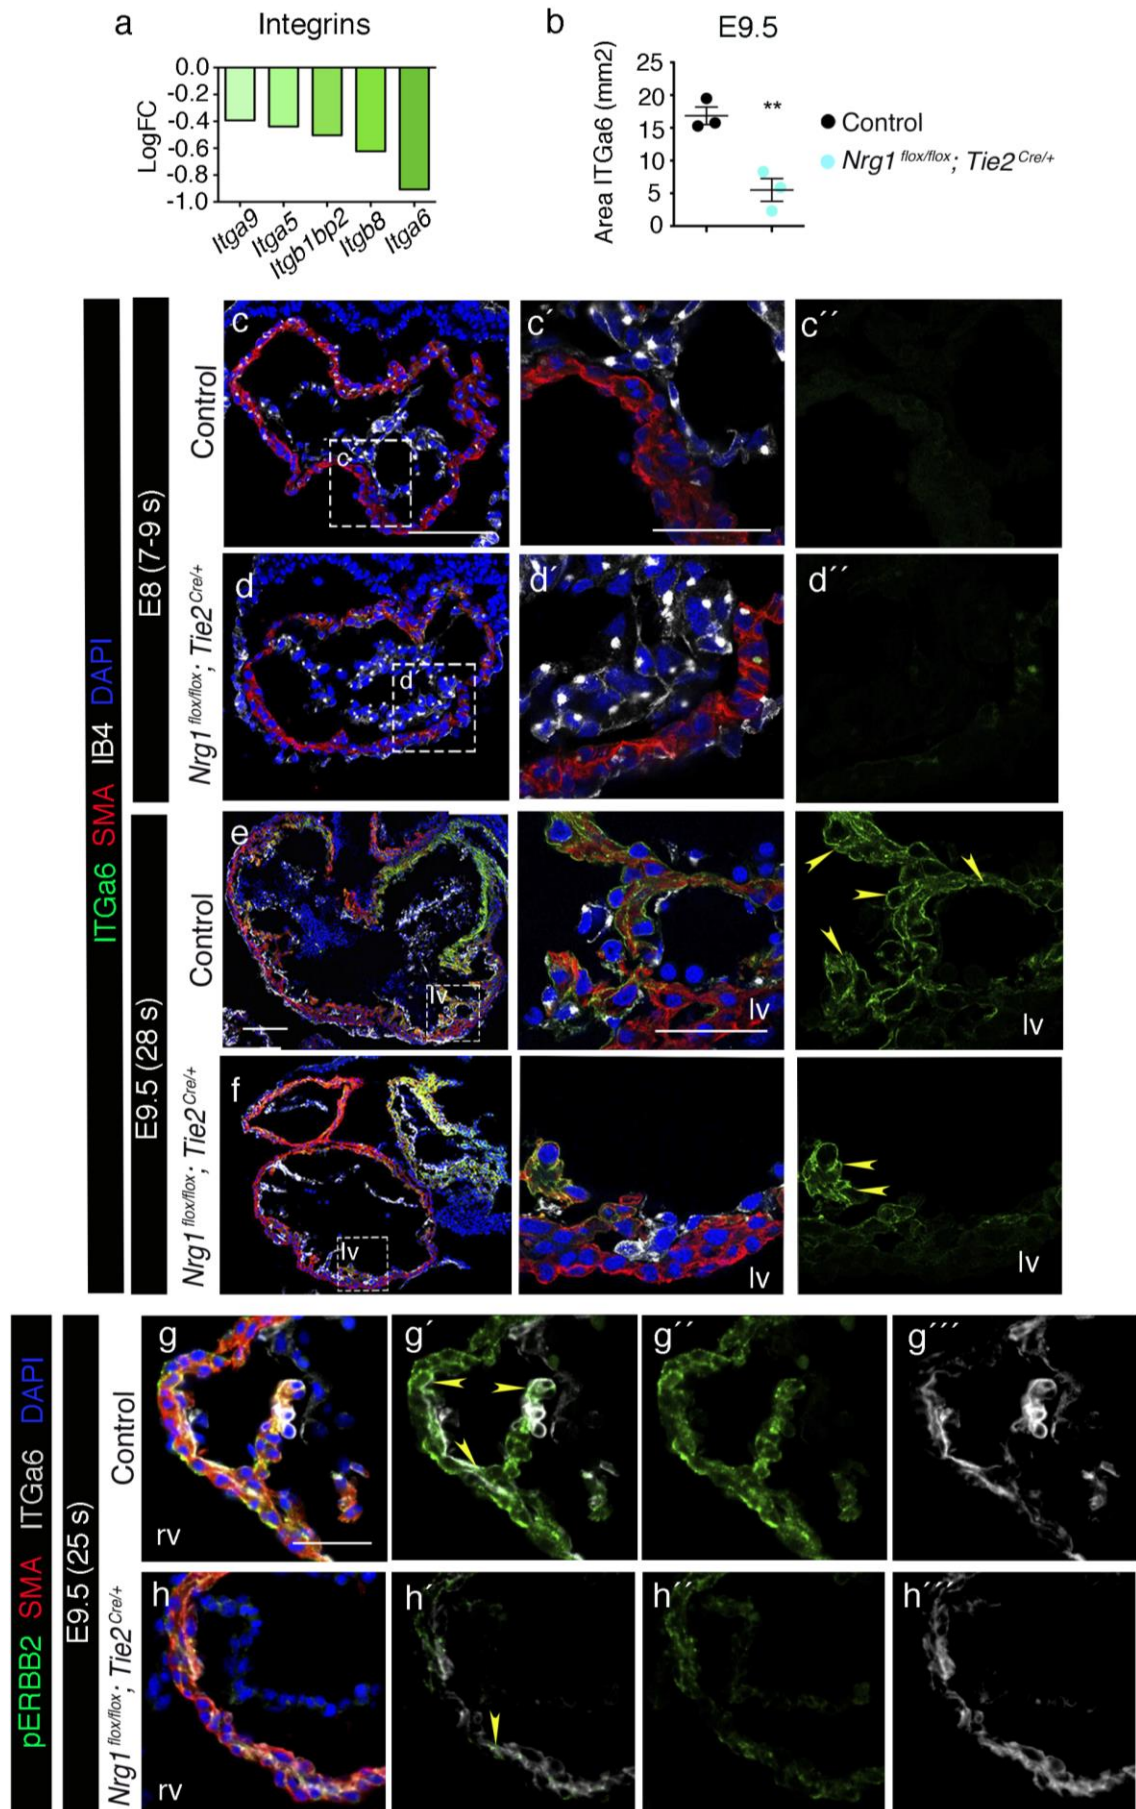 a
Integrins
LogFC
0.0
-0.2
-0.4
-0.6
-0.8
-1.0
Itga9
Itga5
Itgb1bp2
Itgb8
Itga6
b
E9.5
Area ITGa6 (mm2)
25
20
15
10
5
0
**
Control
Nrg1 flox/flox; Tie2 Cre/+
ITGa6 SMA IB4 DAPI
E8 (7-9 s)
Control
c
c´
c
c´´
Nrg1 flox/flox; Tie2 Cre/+
d
d´
d
d´´
E9.5 (28 s)
Control
e
lv
lv
lv
Nrg1 flox/flox; Tie2 Cre/+
f
lv
lv
lv
pERBB2 SMA ITGa6 DAPI
E9.5 (25 s)
Control
g
g´
g´´
g´´´
rv
Nrg1 flox/flox; Tie2 Cre/+
h
h´
h´´
h´´´
rv